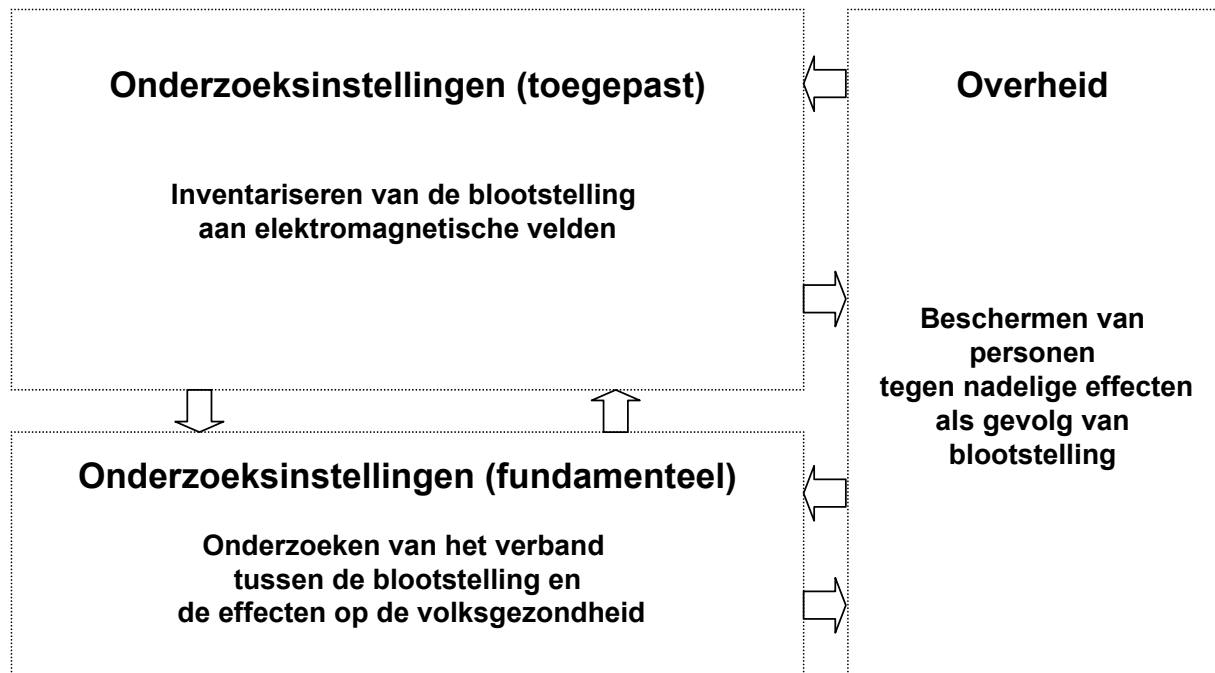 Onderzoeksinstellingen (toegepast)
Inventariseren van de blootstelling
aan elektromagnetische velden
Overheid
Beschermen van
personen
tegen nadelige effecten
als gevolg van
blootstelling
Onderzoeksinstellingen (fundamenteel)
Onderzoeken van het verband
tussen de blootstelling en
de effecten op de volksgezondheid